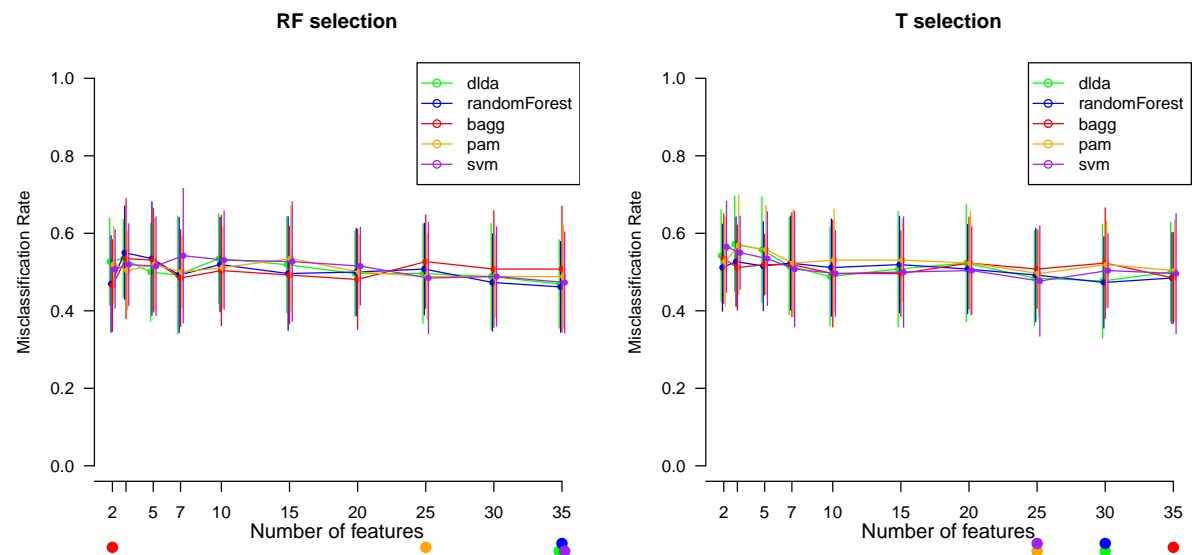 RF selection
Misclassification Rate
1.0
0.8
0.6
0.4
0.2
0.0
dlda
randomForest
bagg
pam
svm
2 5 7 10 15 20 25 30 35
Number of features
T selection
Misclassification Rate
1.0
0.8
0.6
0.4
0.2
0.0
dlda
randomForest
bagg
pam
svm
2 5 7 10 15 20 25 30 35
Number of features